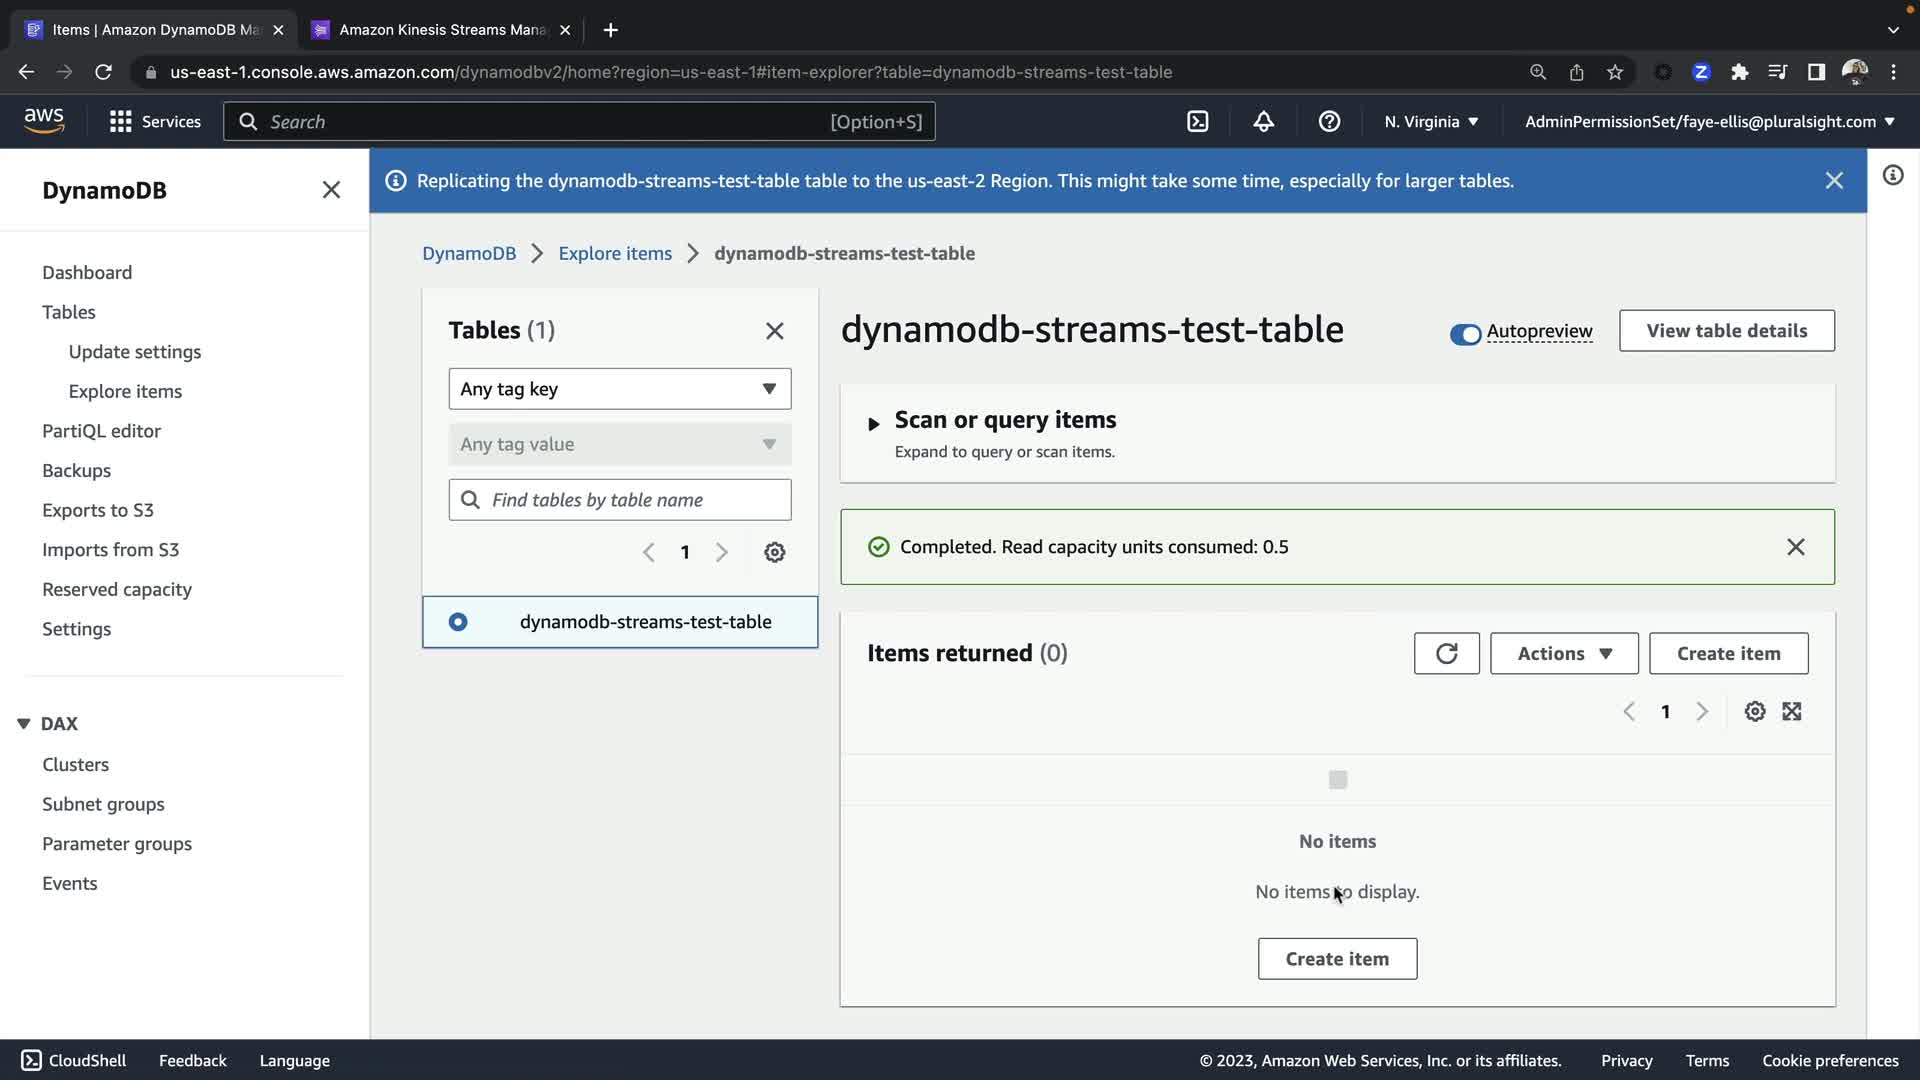 Items | Amazon DynamoDB Ma
Amazon Kinesis Streams Mana
us-east-1.console.aws.amazon.com/dynamodbv2/home?region=us-east-1#item-explorer?table=dynamodb-streams-test-table
Z
aws
Services
Search
[Option+S]
N. Virginia
AdminPermissionSet/faye-ellis@pluralsight.com
DynamoDB
Replicating the dynamodb-streams-test-table table to the us-east-2 Region. This might take some time, especially for larger tables.
Dashboard
Tables
Update settings
Explore items
PartiQL editor
Backups
Exports to S3
Imports from S3
Reserved capacity
Settings
DAX
Clusters
Subnet groups
Parameter groups
Events
DynamoDB
Explore items
dynamodb-streams-test-table
Tables (1)
Any tag key
Any tag value
Find tables by table name
1
dynamodb-streams-test-table
dynamodb-streams-test-table
Autopreview
View table details
Scan or query items
Expand to query or scan items.
Completed. Read capacity units consumed: 0.5
Items returned (0)
Actions
Create item
1
No items
No items to display.
Create item
CloudShell
Feedback
Language
© 2023, Amazon Web Services, Inc. or its affiliates.
Privacy
Terms
Cookie preferences